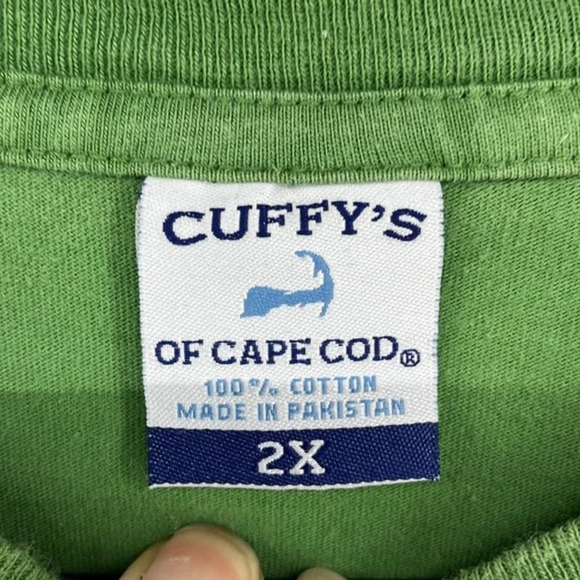 CUFFY'S
OF CAPE COD®
100% COTTON
MADE IN PAKISTAN
2X